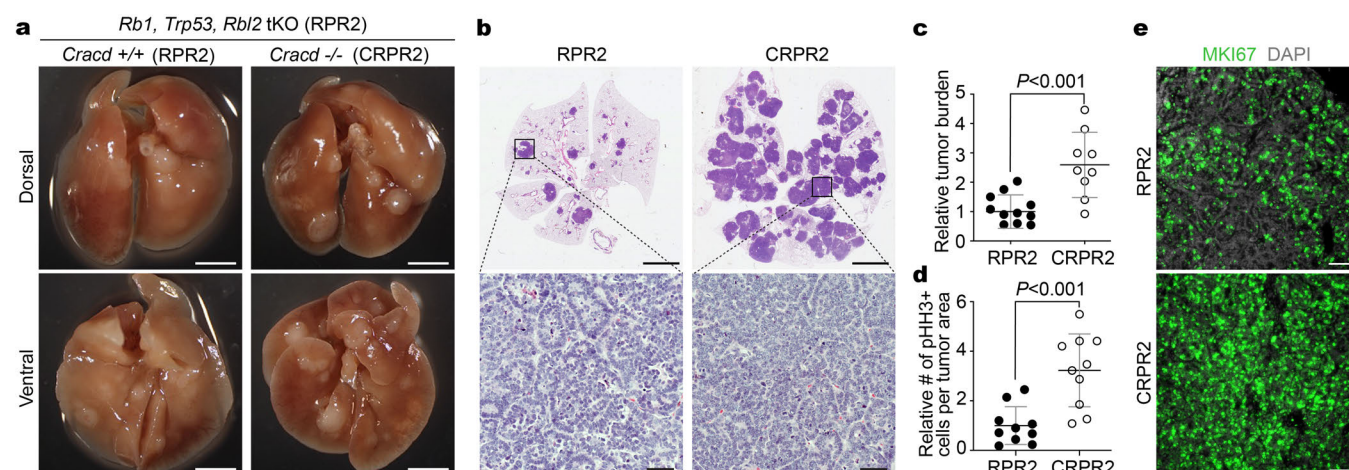 a
Rb1, Trp53, Rbl2 tKO (RPR2)
Cracd +/+ (RPR2)
Cracd -/- (CRPR2)
Dorsal
Ventral
b
RPR2
CRPR2
c
P<0.001
Relative tumor burden
5
4
3
2
1
0
RPR2
CRPR2
d
P<0.001
Relative # of pHH3+
cells per tumor area
6
4
2
0
RPR2
CRPR2
e
MKI67 DAPI
RPR2
CRPR2